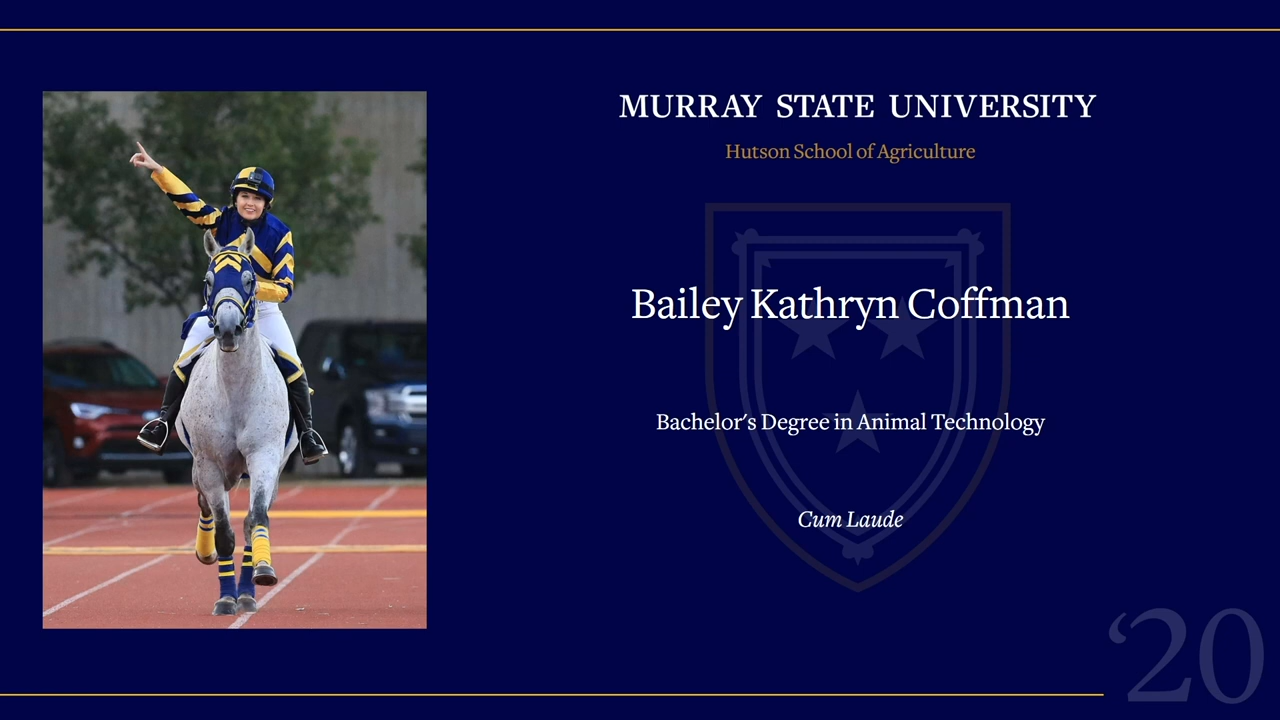 MURRAY STATE UNIVERSITY
Hutson School of Agriculture
Bailey Kathryn Coffman
Bachelor's Degree in Animal Technology
Cum Laude
‘20